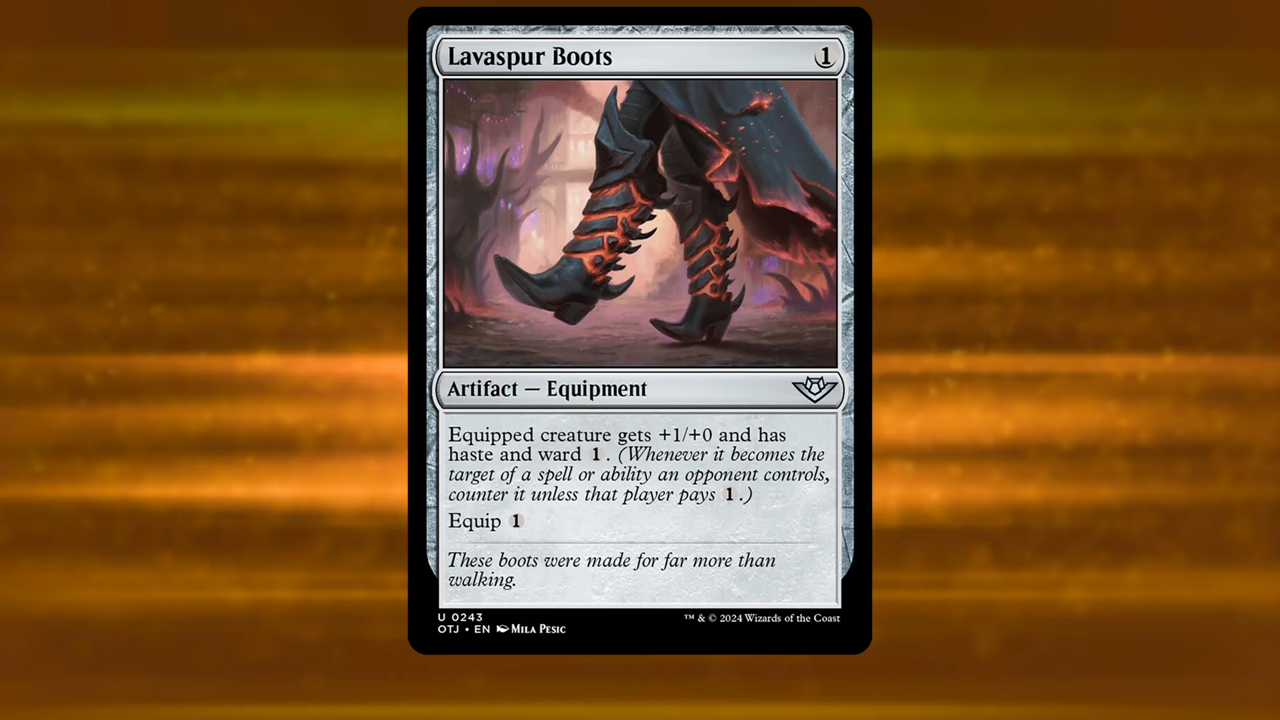 Lavaspur Boots 1
Artifact — Equipment
Equipped creature gets +1/+0 and has
haste and ward 1. (Whenever it becomes the
target of a spell or ability an opponent controls,
counter it unless that player pays 1.)
Equip 1
These boots were made for far more than
walking.
U 0243
OTJ • EN Mila Pesic
™ & © 2024 Wizards of the Coast